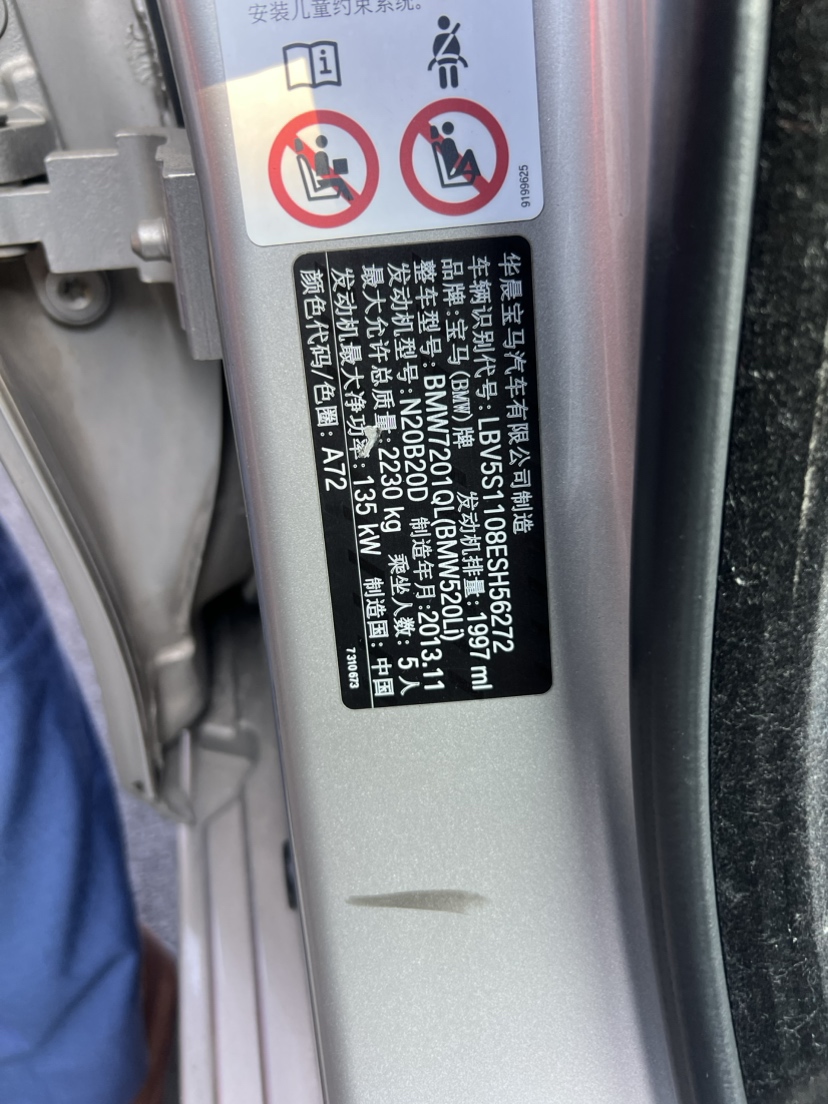 安装儿童约束系统。
9199625
华晨宝马汽车有限公司制造
车辆识别代号:LBV5S1108ESH56272
品牌:宝马(BMW)牌 发动机排量:1997 ml
整车型号:BMW7201QL(BMW520Li)
发动机型号:N20B20D 制造年月:2013.11
最大允许总质量:2230 kg 乘坐人数:5人
发动机最大净功率:135 kW 制造国:中国
颜色代码/色圈:A72
7310673